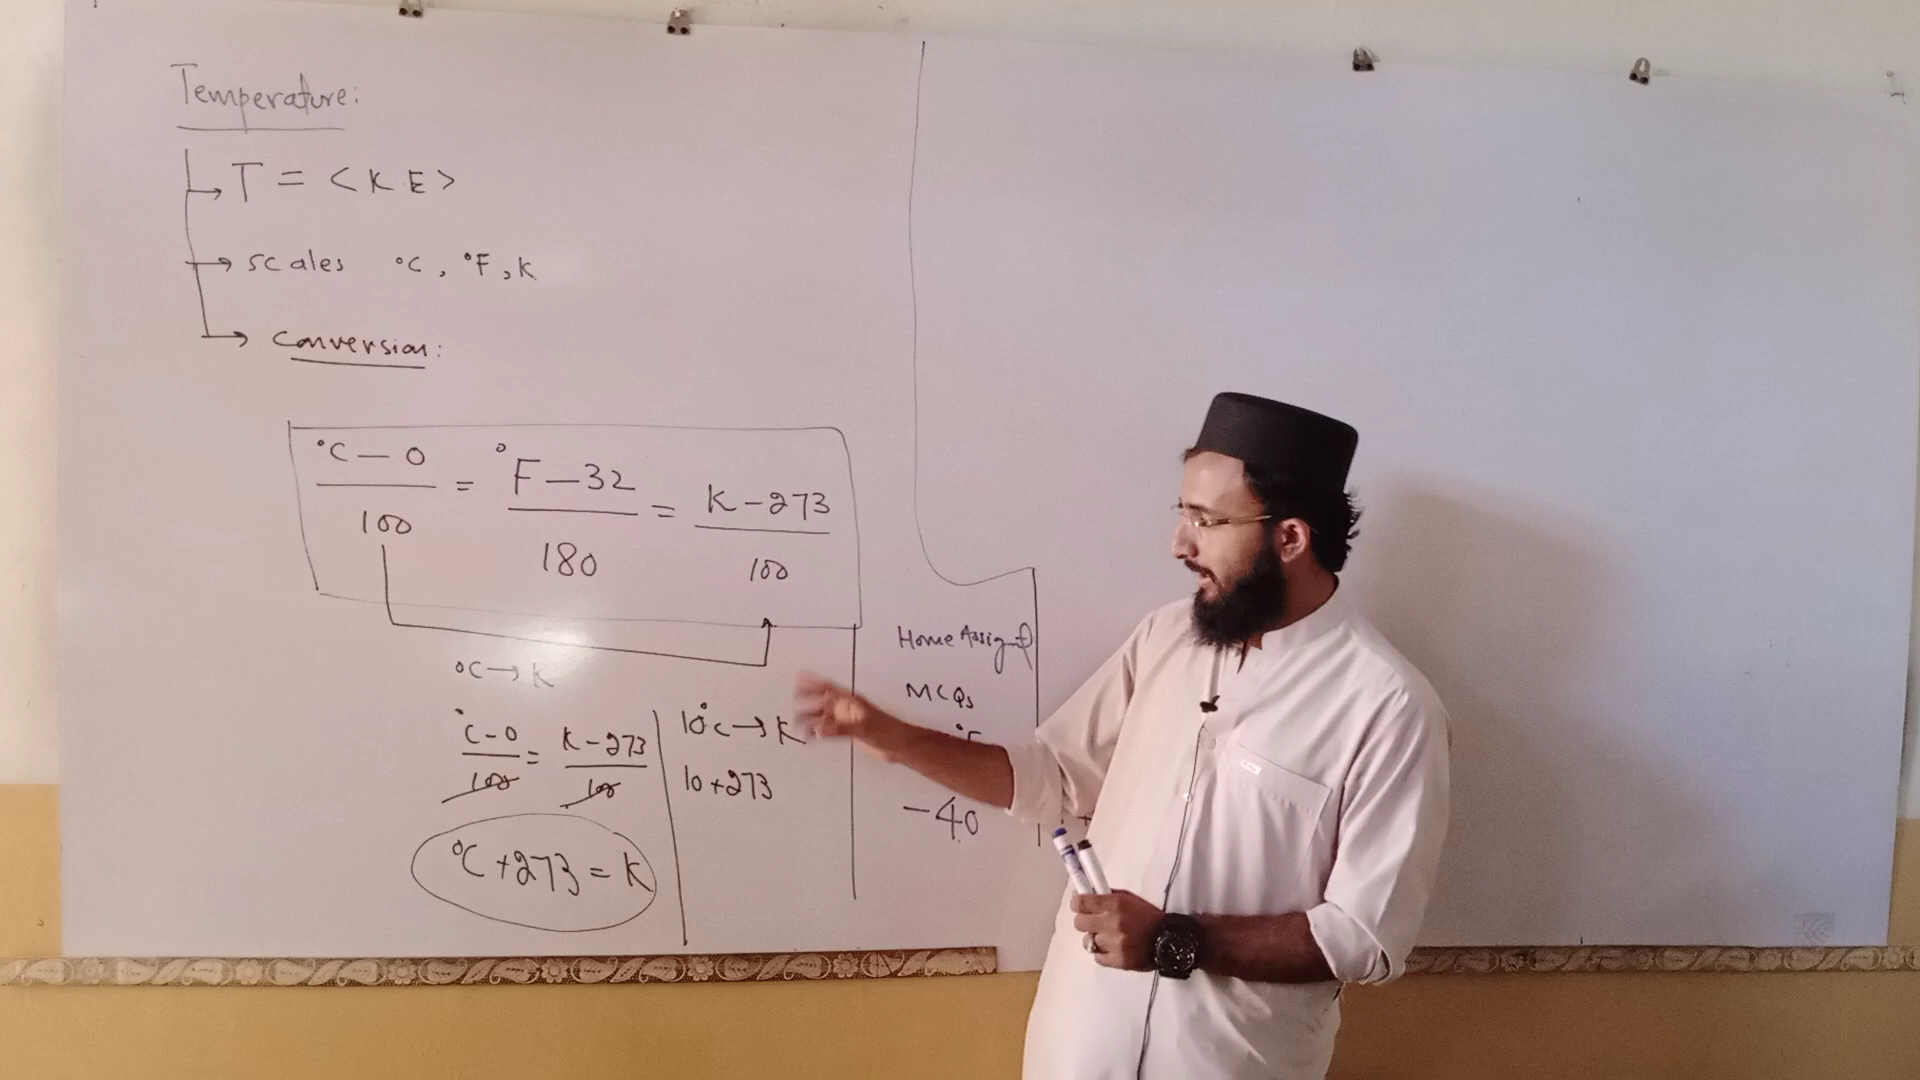 Temperature:
T = <KE>
scales °C, °F, K
Conversion:
°C - 0 / 100 = °F - 32 / 180 = K - 273 / 100
°C → K
°C - 0 / 100 = K - 273 / 100
°C + 273 = K
10°C → K
10 + 273
Home Assigmt
MCQs
°F
-40